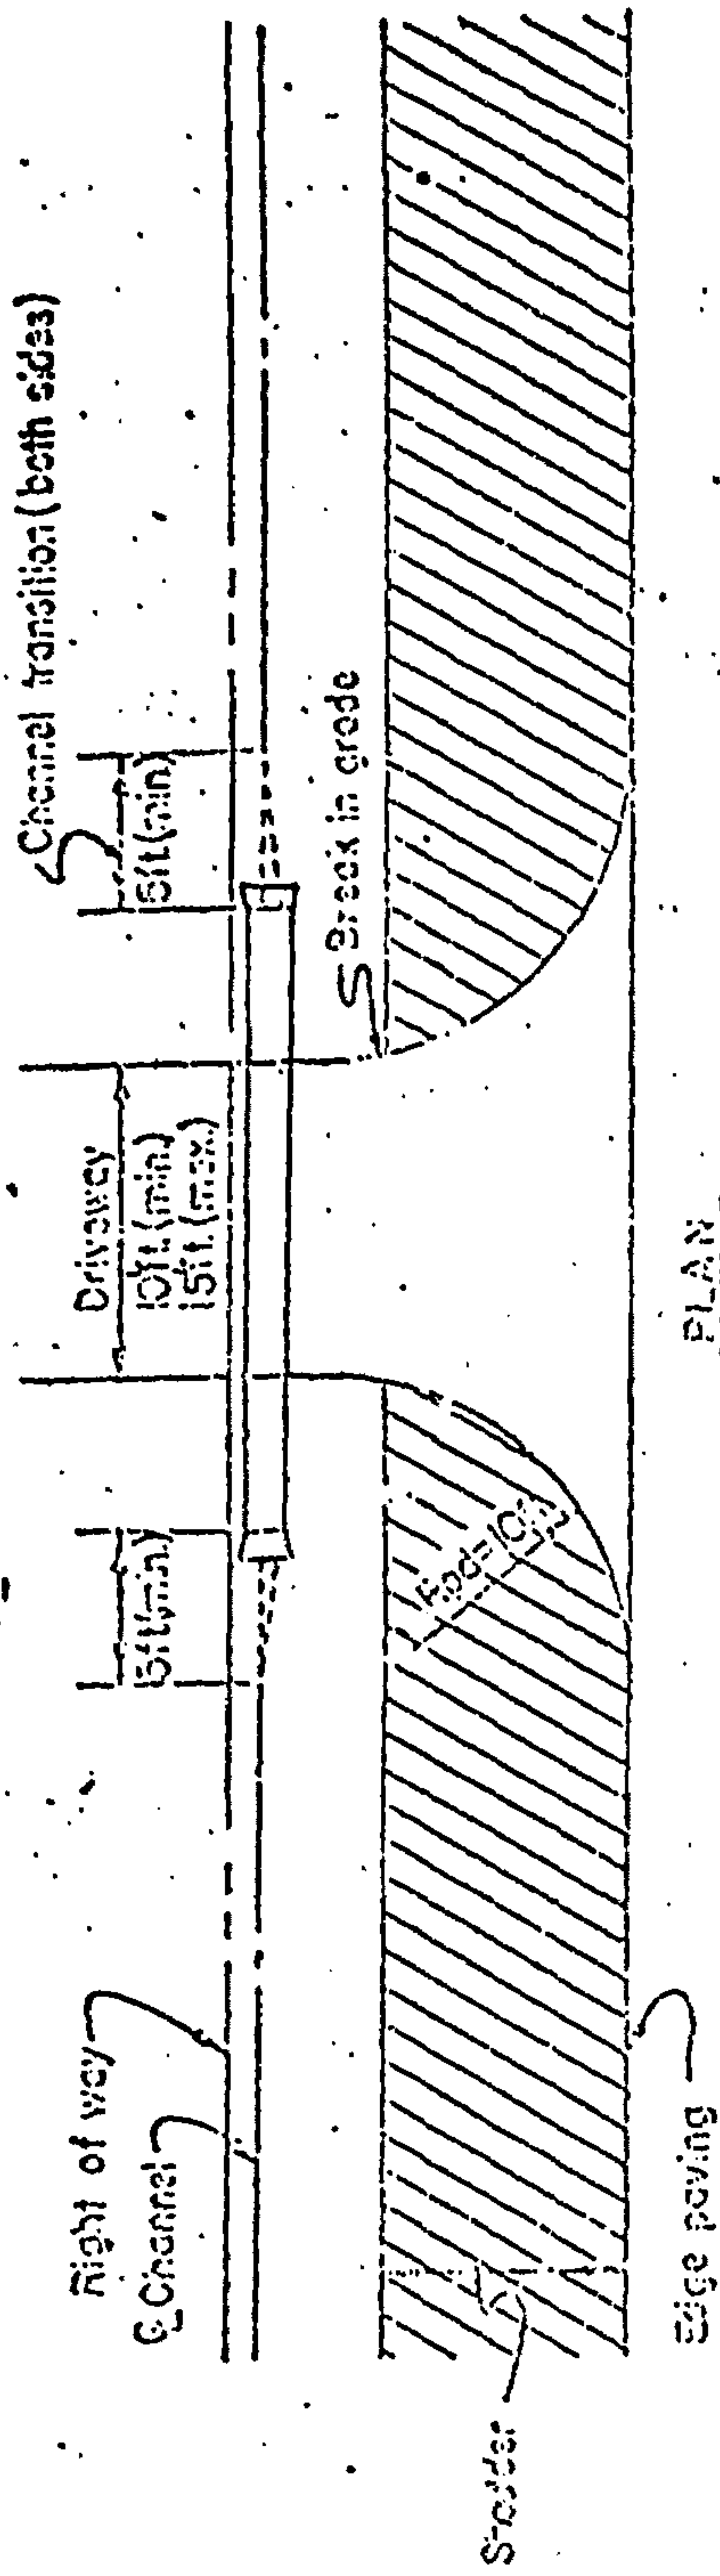 Channel transition (both sides)
5ft.(min)
Driveway
10ft.(min.)
15ft.(max.)
5ft.(min.)
Right of way
℄ Channel
Break in grade
Rad=10ft.
Shoulder
Edge paving
PLAN